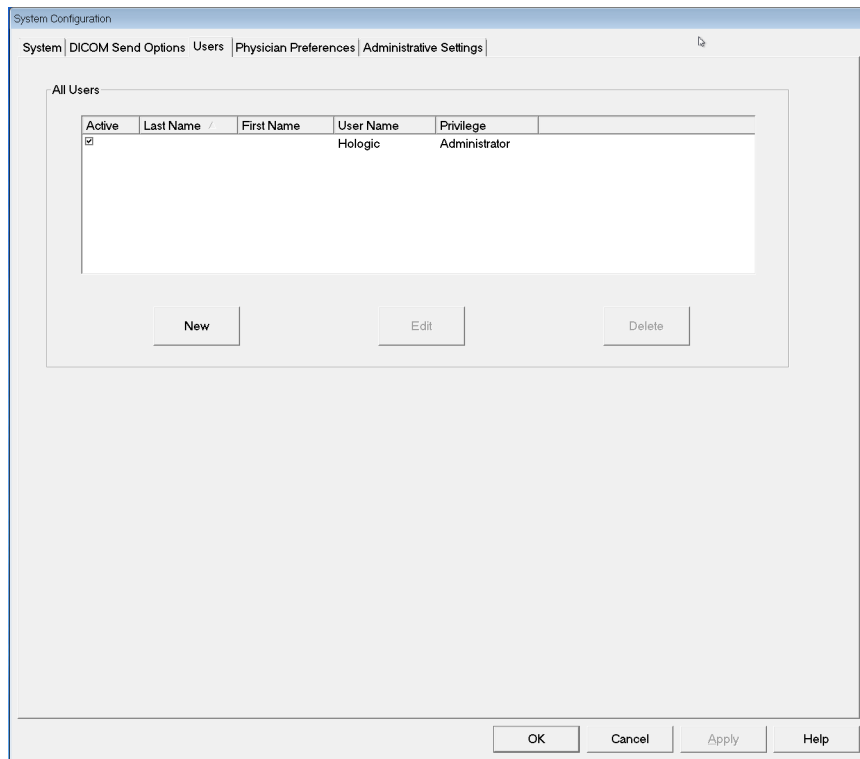 System Configuration
System DICOM Send Options Users Physician Preferences Administrative Settings
All Users
Active Last Name / First Name User Name Privilege
Hologic Administrator
New Edit Delete
OK Cancel Apply Help